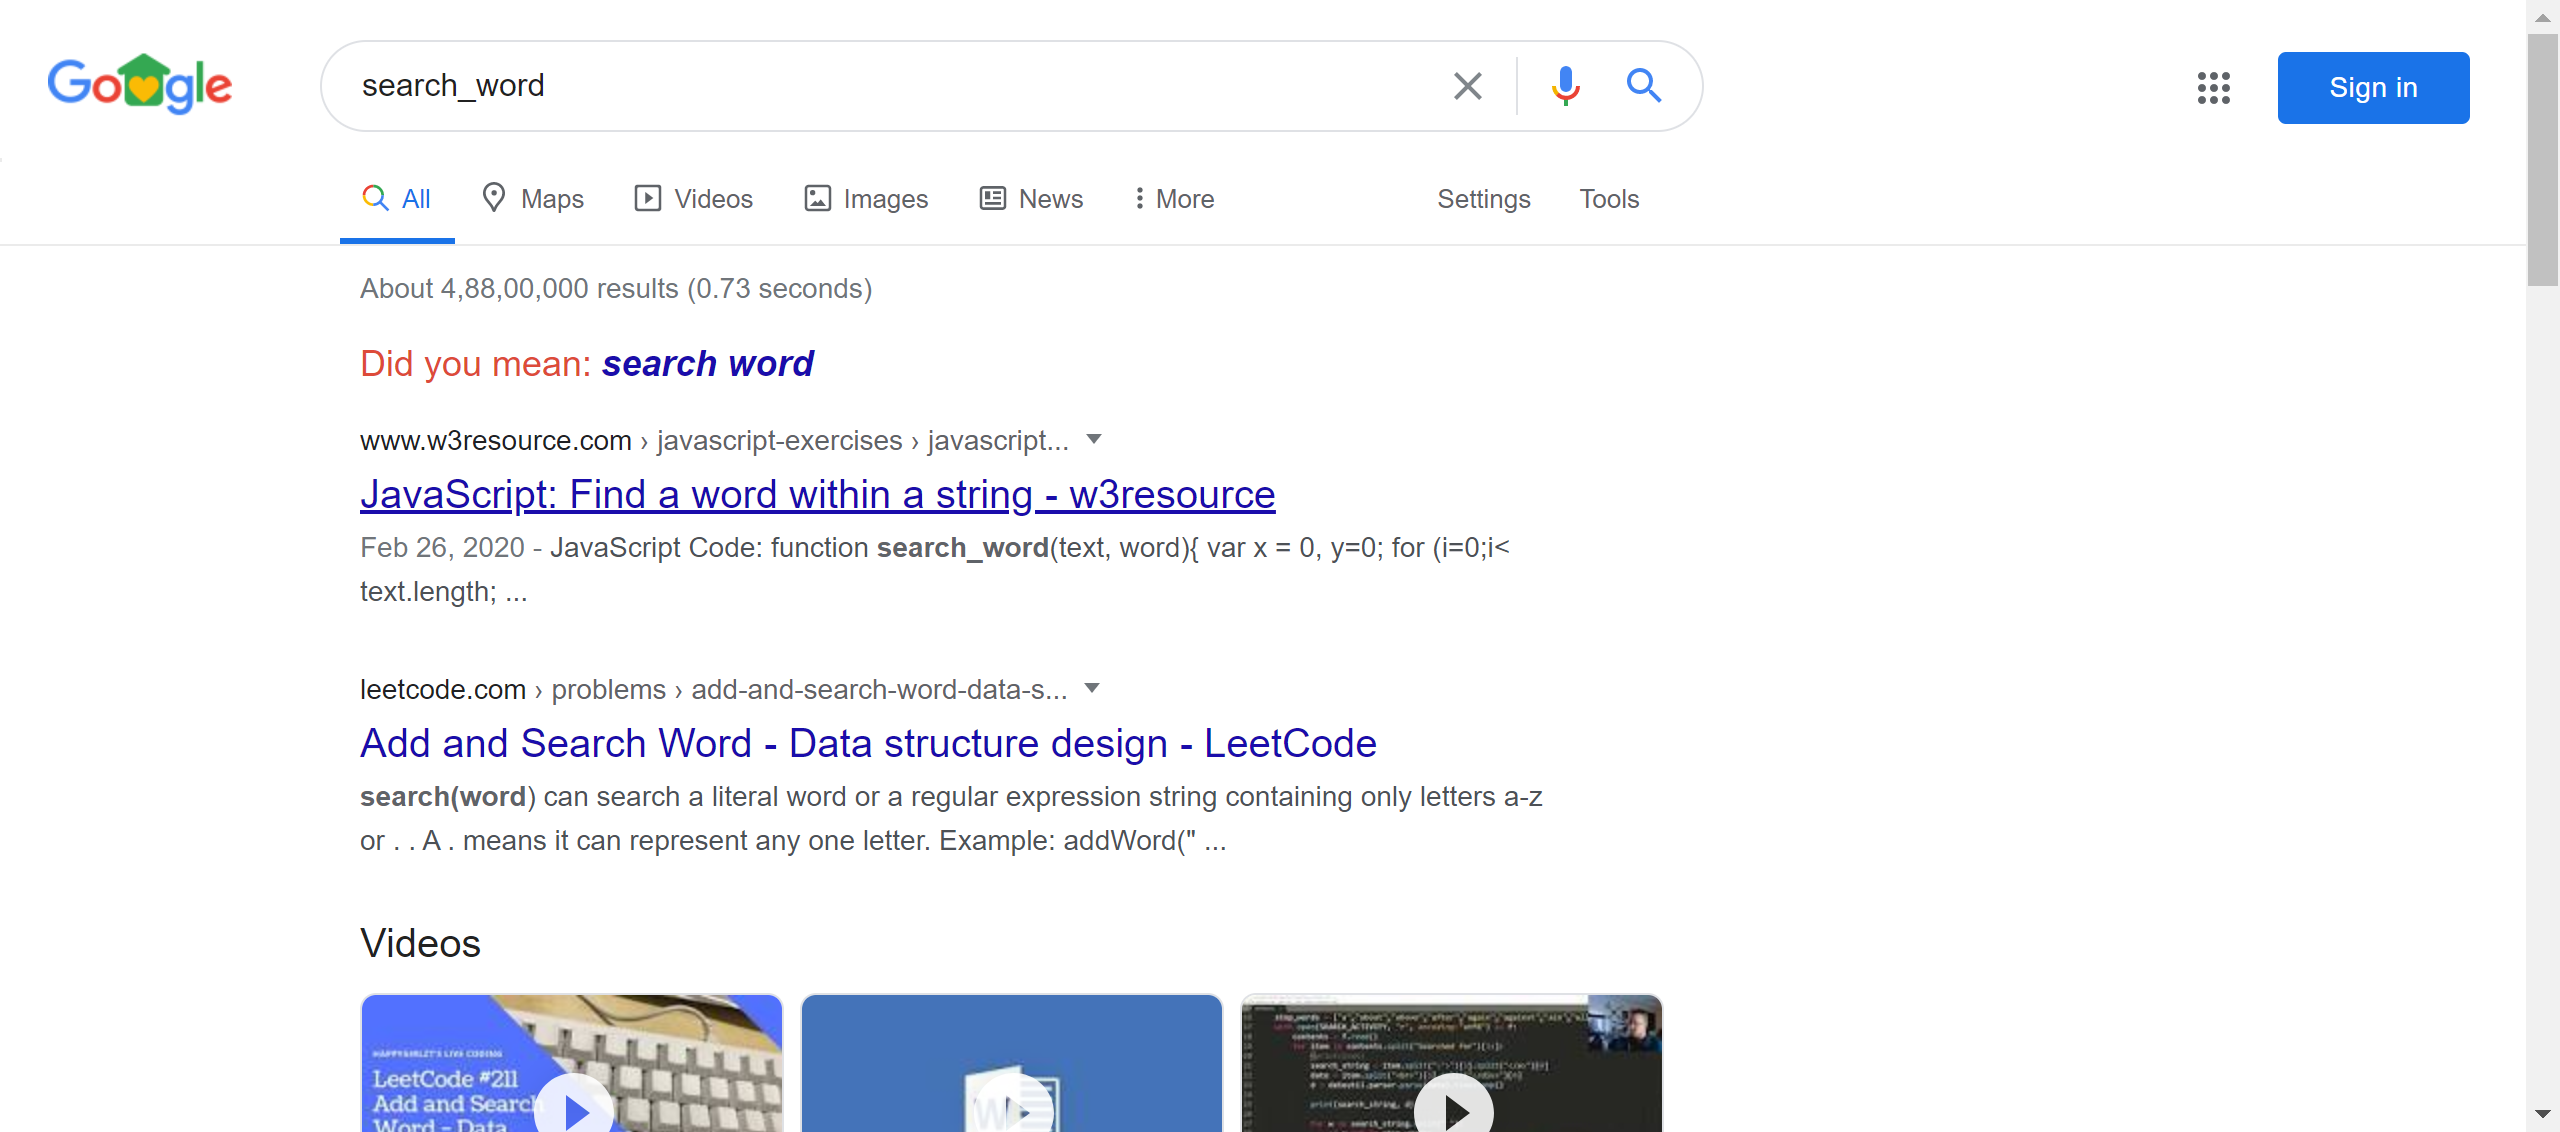 Google
search_word
Sign in
All
Maps
Videos
Images
News
More
Settings
Tools
About 4,88,00,000 results (0.73 seconds)
Did you mean: search word
www.w3resource.com › javascript-exercises › javascript...
JavaScript: Find a word within a string - w3resource
Feb 26, 2020 - JavaScript Code: function search_word(text, word){ var x = 0, y=0; for (i=0;i<
text.length; ...
leetcode.com › problems › add-and-search-word-data-s...
Add and Search Word - Data structure design - LeetCode
search(word) can search a literal word or a regular expression string containing only letters a-z
or . . A . means it can represent any one letter. Example: addWord(" ...
Videos
LIVE CODING
LeetCode #211
Add and Search
Word - Data
W